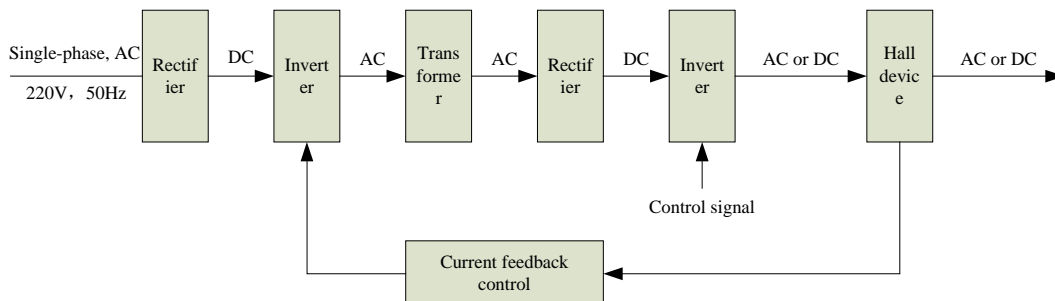 Single-phase, AC
220V，50Hz
Rectif
ier
DC
Invert
er
AC
Trans
forme
r
AC
Rectif
ier
DC
Invert
er
AC or DC
Hall
devic
e
AC or DC
Control signal
Current feedback
control